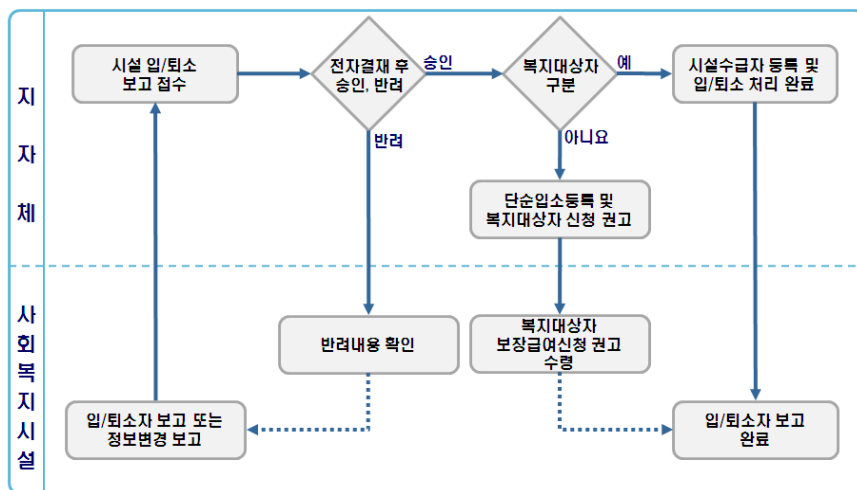 지자체
시설 입/퇴소
보고 접수
전자결재 후
승인, 반려
승인
복지대상자
구분
예
시설수급자 등록 및
입/퇴소 처리 완료
반려
아니요
단순입소등록 및
복지대상자 신청 권고
사회복지시설
반려내용 확인
복지대상자
보장급여신청 권고
수령
입/퇴소자 보고 또는
정보변경 보고
입/퇴소자 보고
완료